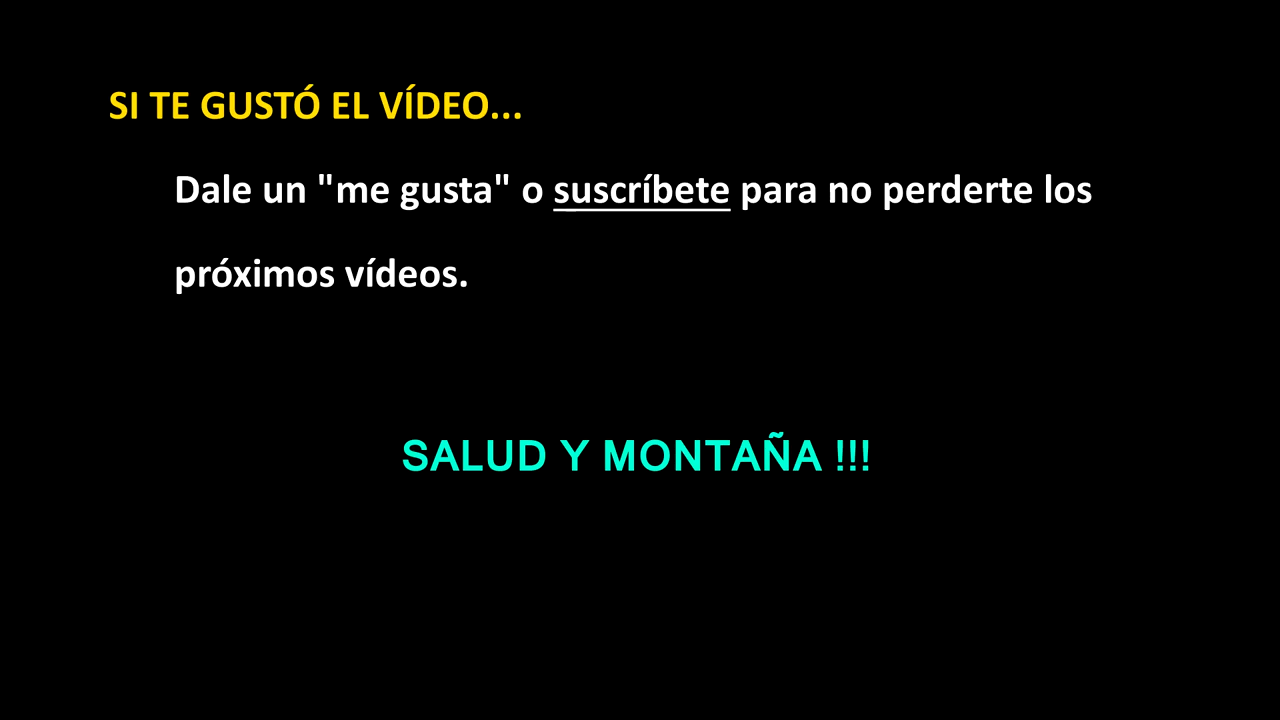 SI TE GUSTÓ EL VÍDEO...
Dale un "me gusta" o suscríbete para no perderte los
próximos vídeos.
SALUD Y MONTAÑA !!!